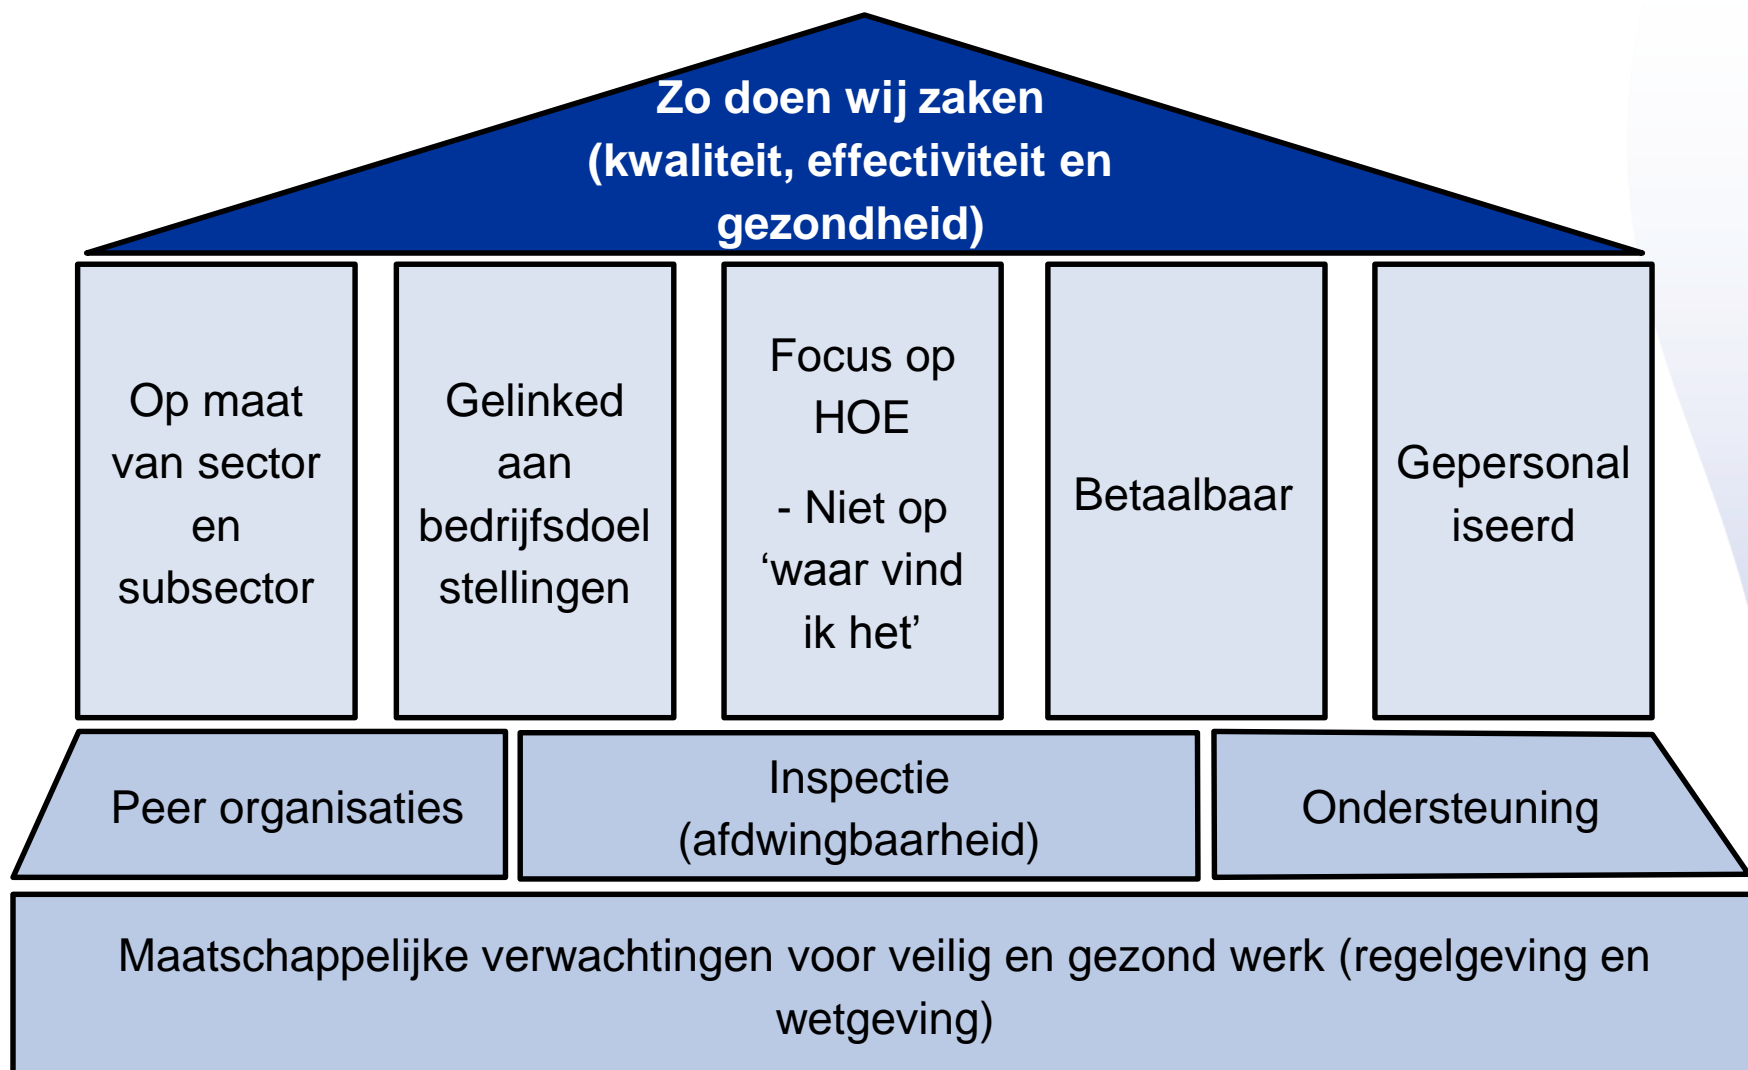 Zo doen wij zaken
(kwaliteit, effectiviteit en
gezondheid)
Op maat
van sector
en
subsector
Gelinked
aan
bedrijfsdoel
stellingen
Focus op
HOE
- Niet op
‘waar vind
ik het’
Betaalbaar
Gepersonal
iseerd
Peer organisaties
Inspectie
(afdwingbaarheid)
Ondersteuning
Maatschappelijke verwachtingen voor veilig en gezond werk (regelgeving en
wetgeving)